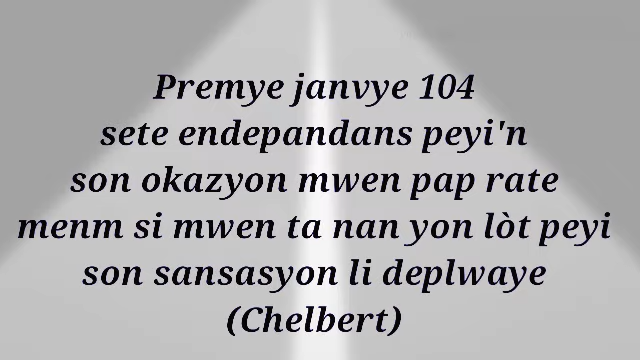 Premye janvye 104
sete endepandans peyi'n
son okazyon mwen pap rate
menm si mwen ta nan yon lòt peyi
son sansasyon li deplwaye
(Chelbert)